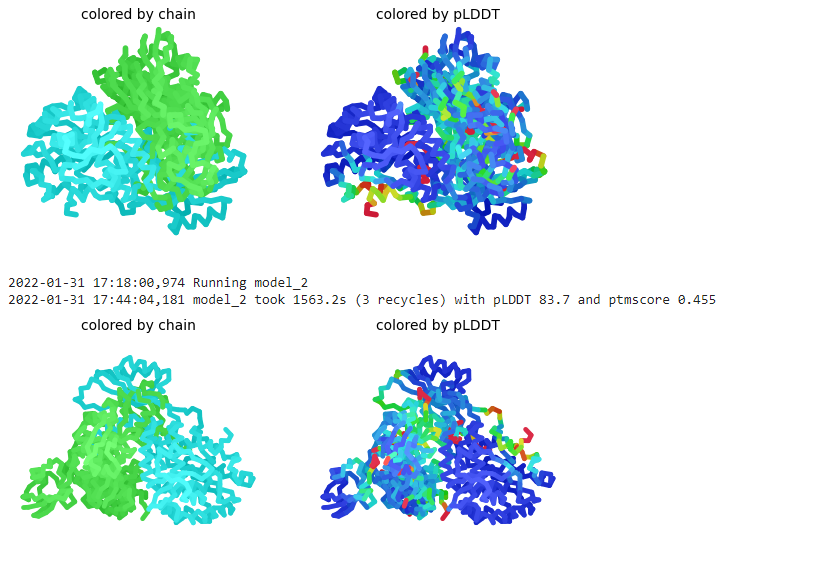 colored by chain colored by pLDDT
2022-01-31 17:18:00,974 Running model_2
2022-01-31 17:44:04,181 model_2 took 1563.2s (3 recycles) with pLDDT 83.7 and ptmscore 0.455
colored by chain colored by pLDDT